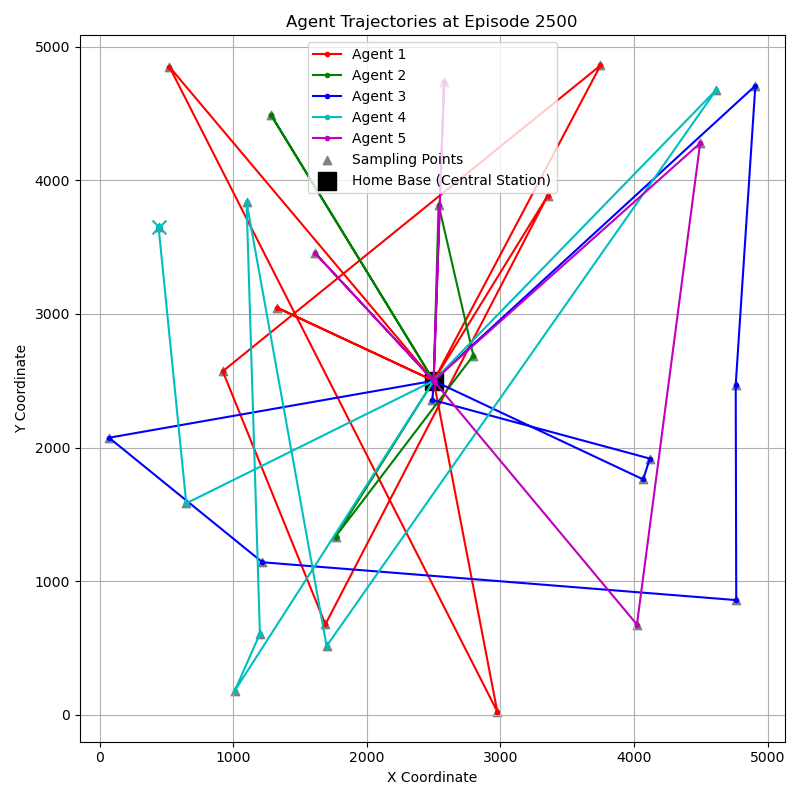 Agent Trajectories at Episode 2500
Agent 1
Agent 2
Agent 3
Agent 4
Agent 5
Sampling Points
Home Base (Central Station)
Y Coordinate
5000
4000
3000
2000
1000
0
0 1000 2000 3000 4000 5000
X Coordinate